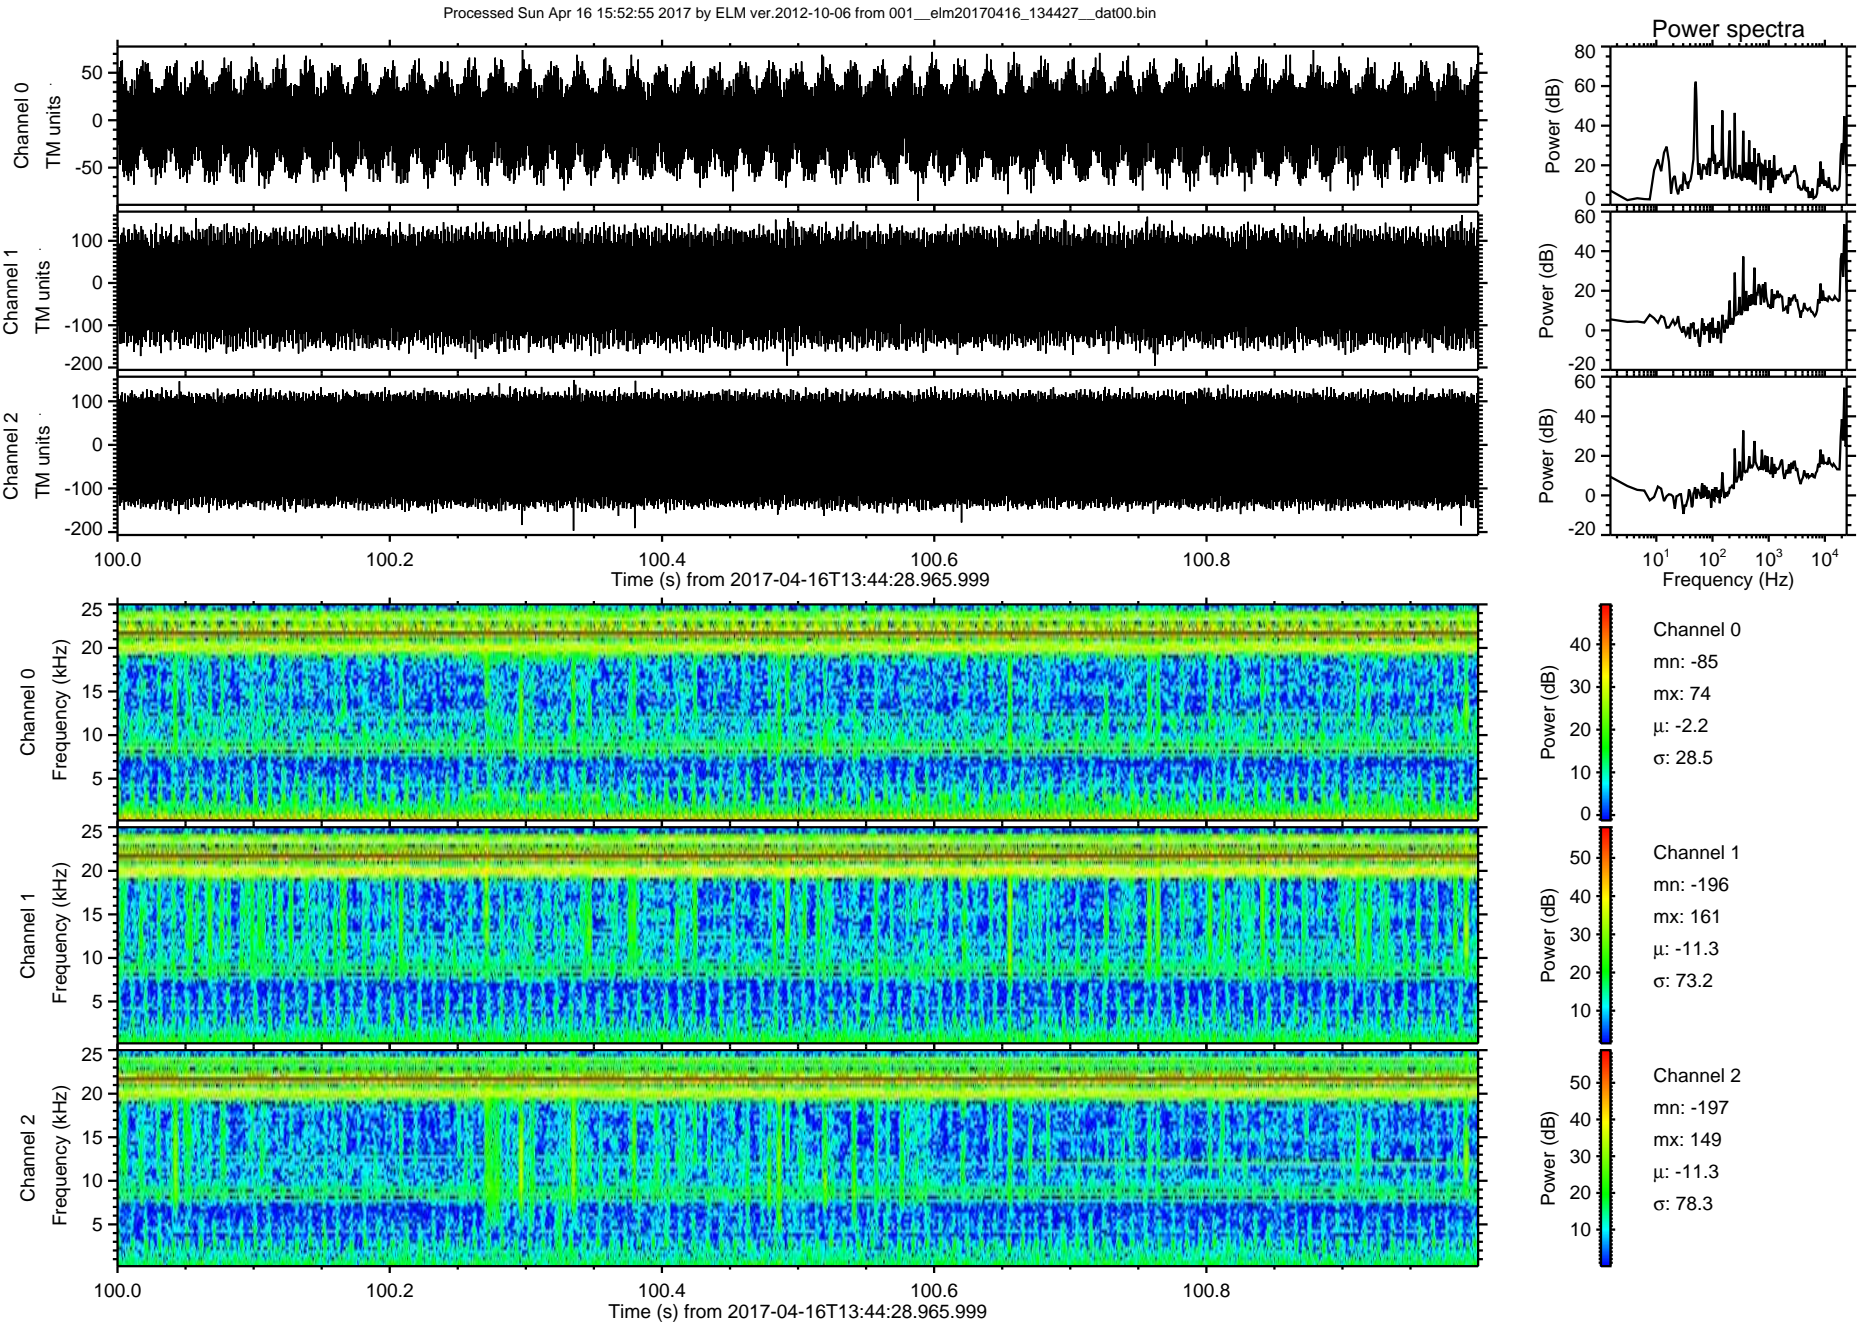 Processed Sun Apr 16 15:52:55 2017 by ELM ver.2012-10-06 from 001__elm20170416_134427__dat00.bin
Power spectra
Channel 0
TM units
50
0
-50
Power (dB)
80
60
40
20
0
Channel 1
TM units
100
0
-100
-200
Power (dB)
60
40
20
0
-20
Channel 2
TM units
100
0
-100
-200
Power (dB)
60
40
20
0
-20
100.0 100.2 100.4 100.6 100.8
Time (s) from 2017-04-16T13:44:28.965.999
10^1 10^2 10^3 10^4
Frequency (Hz)
Channel 0
Frequency (kHz)
25
20
15
10
5
Power (dB)
40
30
20
10
0
Channel 0
mn: -85
mx: 74
μ: -2.2
σ: 28.5
Channel 1
Frequency (kHz)
25
20
15
10
5
Power (dB)
50
40
30
20
10
Channel 1
mn: -196
mx: 161
μ: -11.3
σ: 73.2
Channel 2
Frequency (kHz)
25
20
15
10
5
Power (dB)
50
40
30
20
10
Channel 2
mn: -197
mx: 149
μ: -11.3
σ: 78.3
100.0 100.2 100.4 100.6 100.8
Time (s) from 2017-04-16T13:44:28.965.999